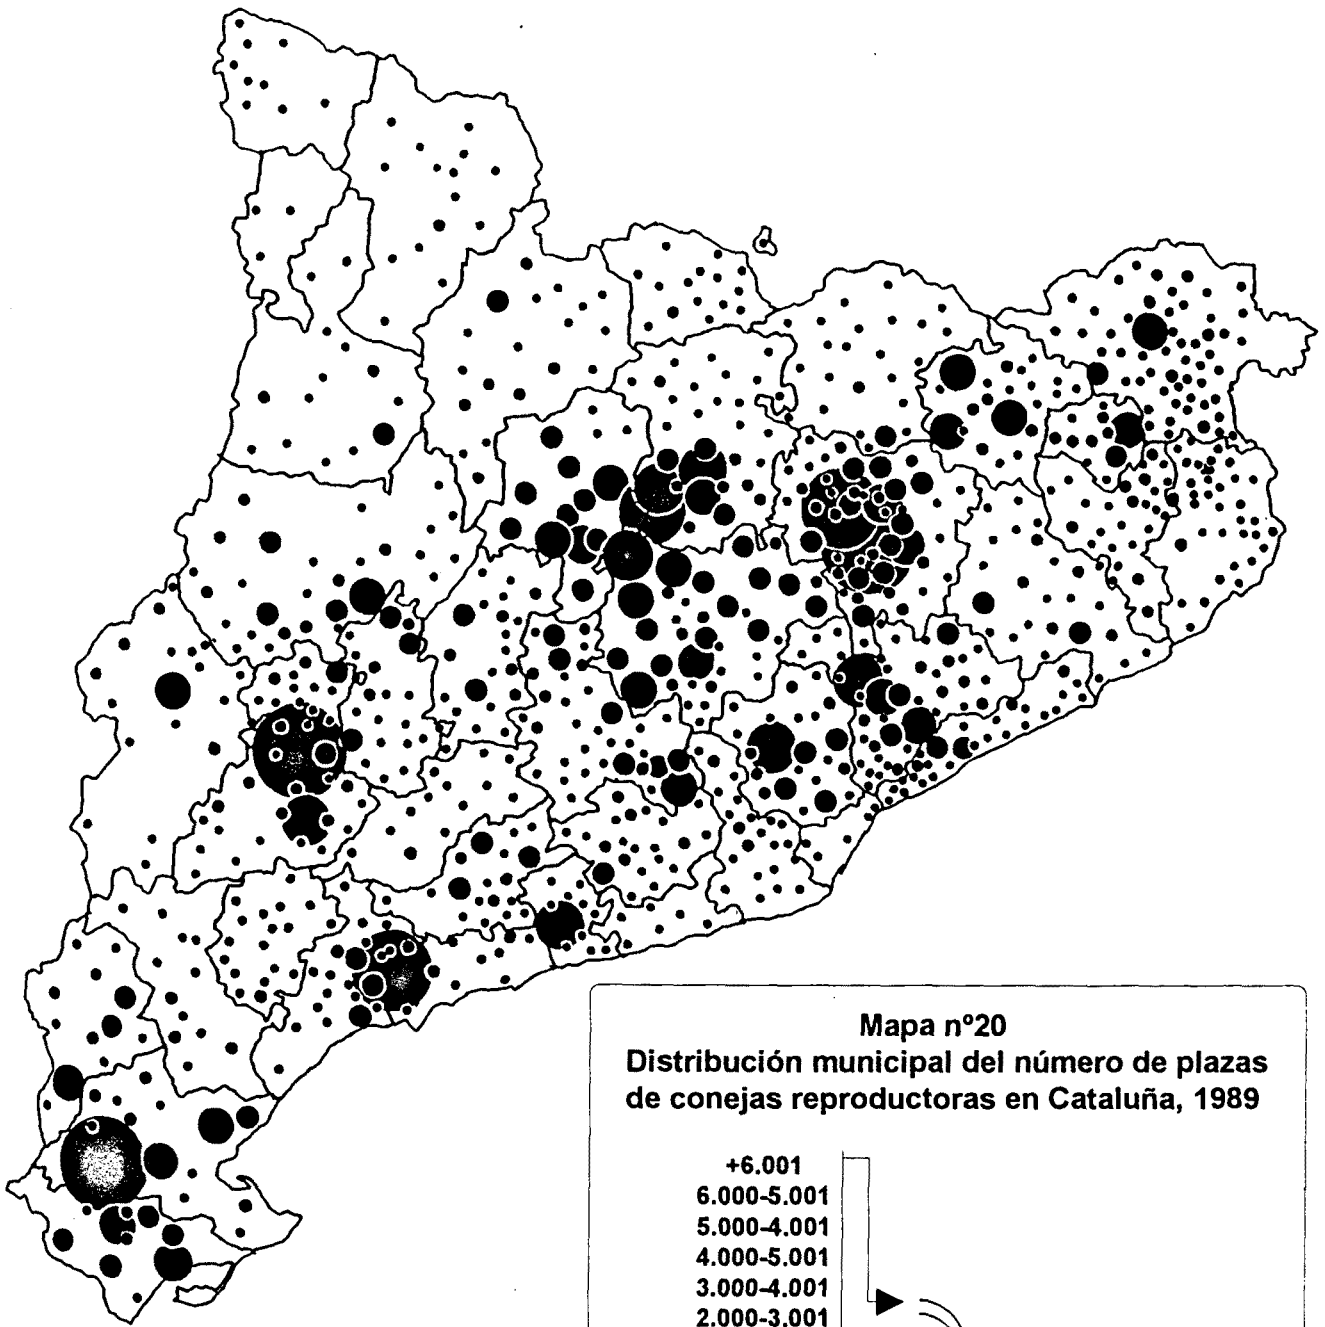 Mapa nº20
Distribución municipal del número de plazas
de conejas reproductoras en Cataluña, 1989
+6.001
6.000-5.001
5.000-4.001
4.000-5.001
3.000-4.001
2.000-3.001